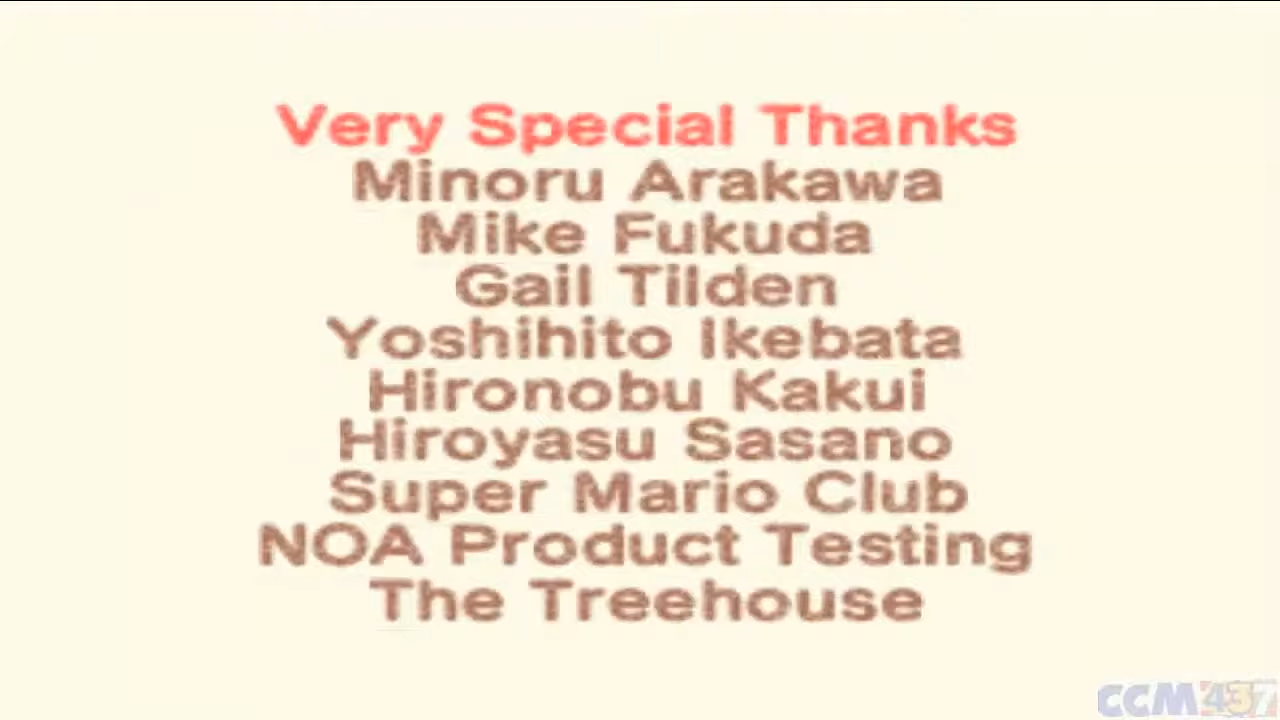 Very Special Thanks
Minoru Arakawa
Mike Fukuda
Gail Tilden
Yoshihito Ikebata
Hironobu Kakui
Hiroyasu Sasano
Super Mario Club
NOA Product Testing
The Treehouse
CCM437